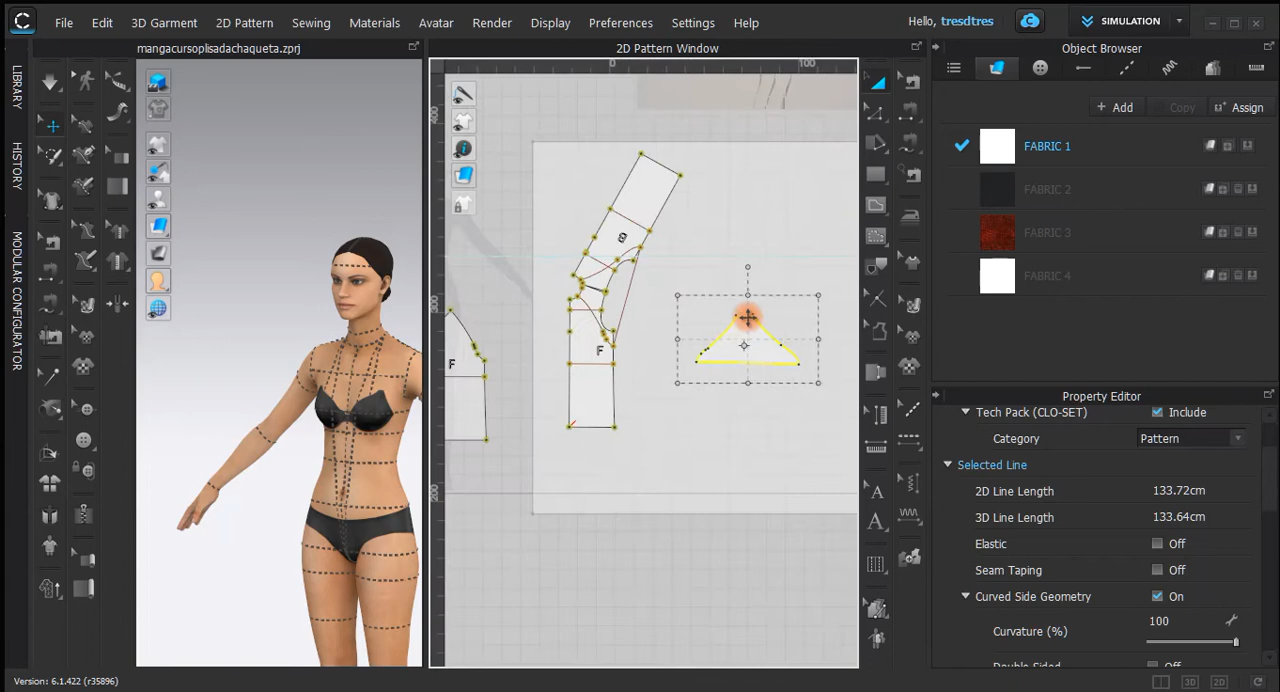 File Edit 3D Garment 2D Pattern Sewing Materials Avatar Render Display Preferences Settings Help
Hello, tresdtres
SIMULATION
mangacursoplisadachaqueta.zprj
2D Pattern Window
Object Browser
LIBRARY
HISTORY
MODULAR CONFIGURATOR
0
100
400
300
200
+ Add
Copy
Assign
FABRIC 1
FABRIC 2
FABRIC 3
FABRIC 4
B
F
F
Property Editor
Tech Pack (CLO-SET) Include
Category Pattern
Selected Line
2D Line Length 133.72cm
3D Line Length 133.64cm
Elastic Off
Seam Taping Off
Curved Side Geometry On
Curvature (%) 100
Double Sided Off
A
A
Version: 6.1.422 (r35896)
3D
2D